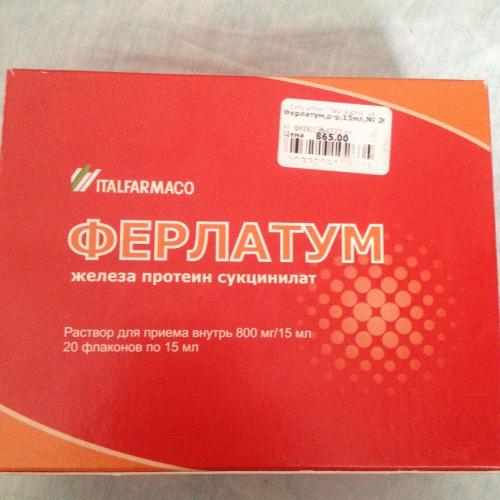 Ферлатум,р-р,15мл,№ 20
Цена 865.00
ITALFARMACO
ФЕРЛАТУМ
железа протеин сукцинилат
Раствор для приема внутрь 800 мг/15 мл
20 флаконов по 15 мл